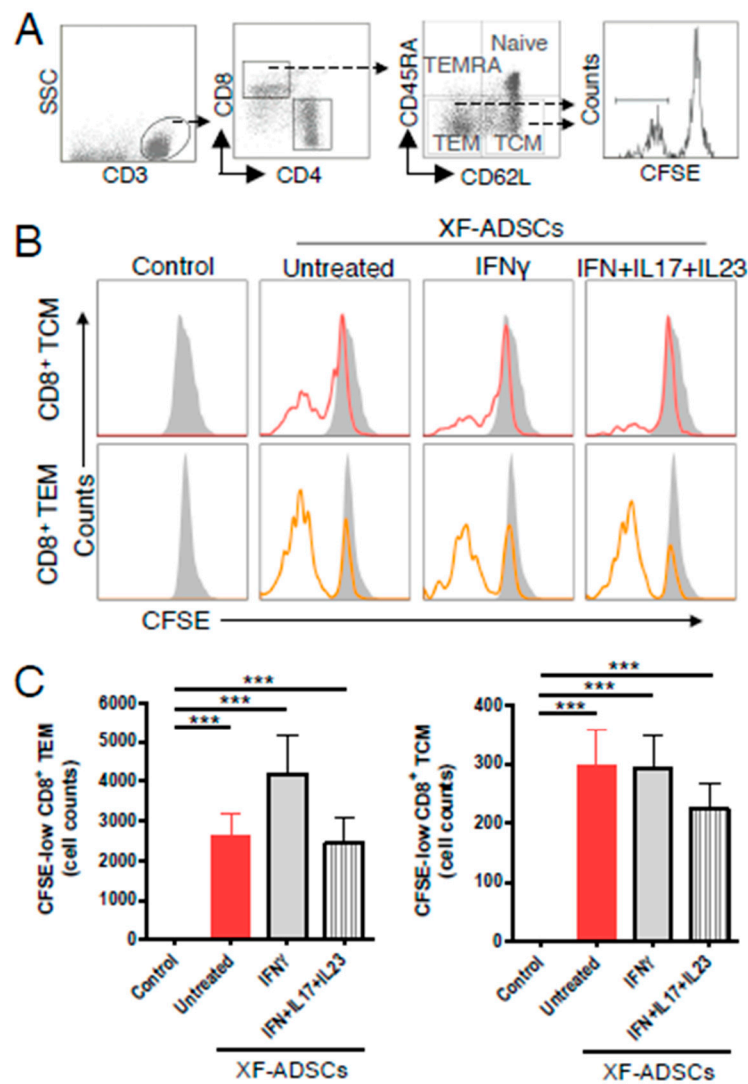 A
SSC
CD3
CD8
CD4
CD45RA
TEMRA
Naive
TEM
TCM
CD62L
Counts
CFSE
B
XF-ADSCs
Control
Untreated
IFNγ
IFN+IL17+IL23
CD8+ TCM
CD8+ TEM
Counts
CFSE
C
CFSE-low CD8+ TEM
(cell counts)
6000
5000
4000
3000
2000
1000
0
***
***
***
Control
Untreated
IFNγ
IFN+IL17+IL23
XF-ADSCs
CFSE-low CD8+ TCM
(cell counts)
400
300
200
100
0
***
***
***
Control
Untreated
IFNγ
IFN+IL17+IL23
XF-ADSCs